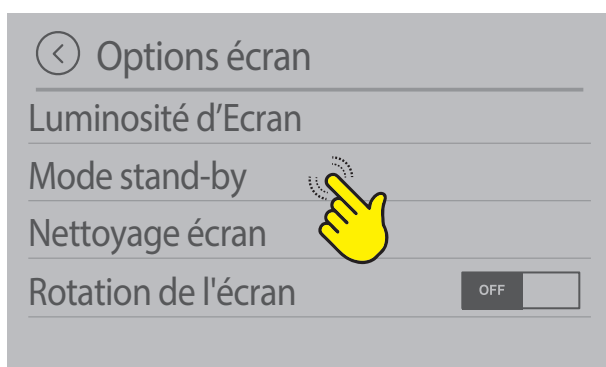 Options écran
Luminosité d’Ecran
Mode stand-by
Nettoyage écran
Rotation de l'écran OFF